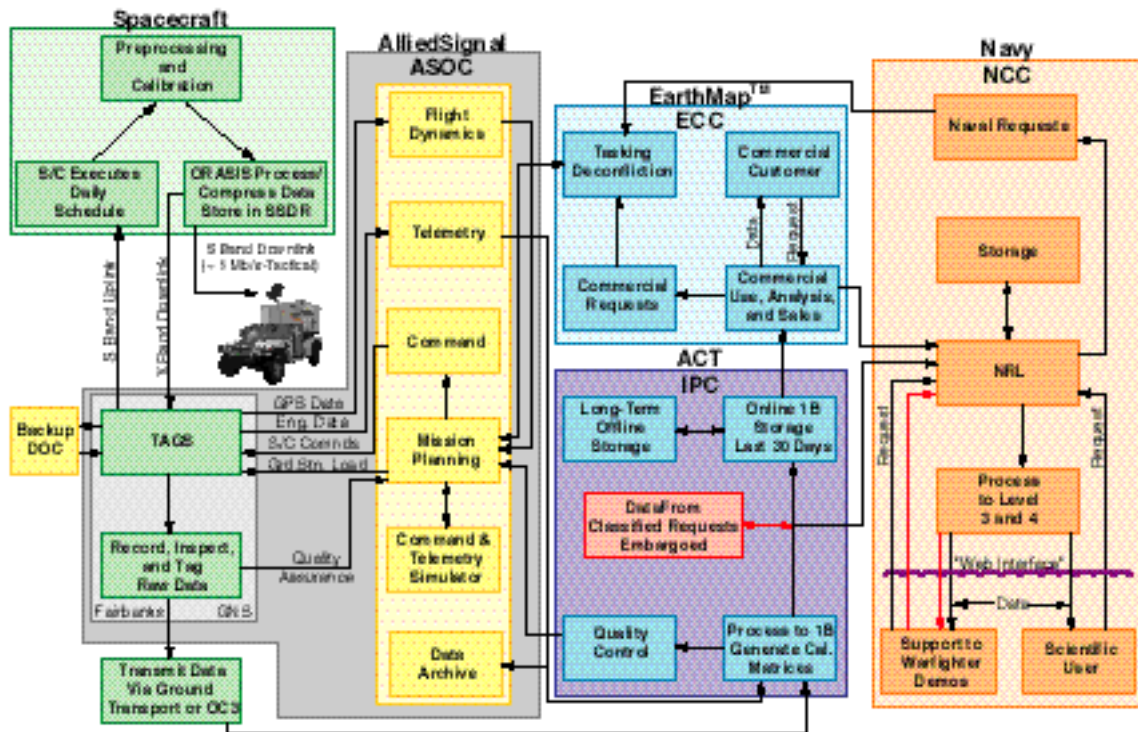 Spacecraft
Preprocessing
and
Calibration
S/C Executes
Daily
Schedule
ORASIS Process/
Compress Data
Store in SSDR
S Band Downlink
(~ 1 Mb/s-Tactical)
S Band Uplink
X Band Downlink
AlliedSignal
ASOC
Flight
Dynamics
Telemetry
Command
Mission
Planning
Command &
Telemetry
Simulator
Data
Archive
Backup
DOC
TAGS
GPS Data
Eng. Data
S/C Comnds
Grd Stn. Load
Record, Inspect,
and Tag
Raw Data
Quality
Assurance
Fairbanks
GNS
Transmit Data
Via Ground
Transport or OC3
EarthMap™
ECC
Tasking
Deconfliction
Commercial
Customer
Data
Request
Commercial
Requests
Commercial
Use, Analysis,
and Sales
ACT
IPC
Long-Term
Offline
Storage
Online 1B
Storage
Last 30 Days
DataFrom
Classified Requests
Embargoed
Quality
Control
Process to 1B
Generate Cal.
Matrices
Navy
NCC
Naval Requests
Storage
NRL
Request
Request
Process
to Level
3 and 4
"Web Interface"
Data
Support to
Warfighter
Demos
Scientific
User